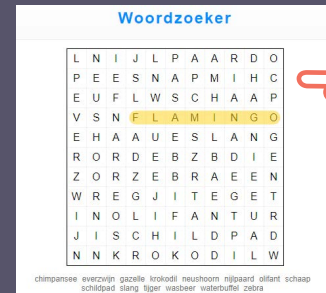 Woordzoeker
L N I J L P A A R D O
P E E S N A P M I H C
E U F L W S C H A A P
V S N F L A M I N G O
E H A A U E S L A N G
R O R D E B Z B D I E
Z O R Z E B R A E E N
W R E G J I T E G E T
I N O L I F A N T U R
J I S C H I L D P A D
N N K R O K O D I L W
chimpansee everzwijn gazelle krokodil neushoorn nijlpaard olifant schaap
schildpad slang tijger wasbeer waterbuffel zebra